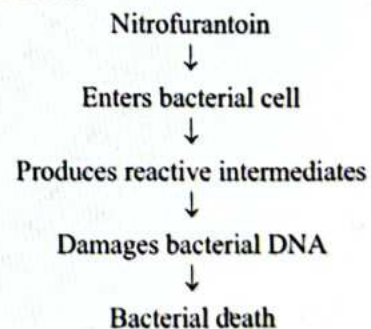 Nitrofurantoin
↓
Enters bacterial cell
↓
Produces reactive intermediates
↓
Damages bacterial DNA
↓
Bacterial death